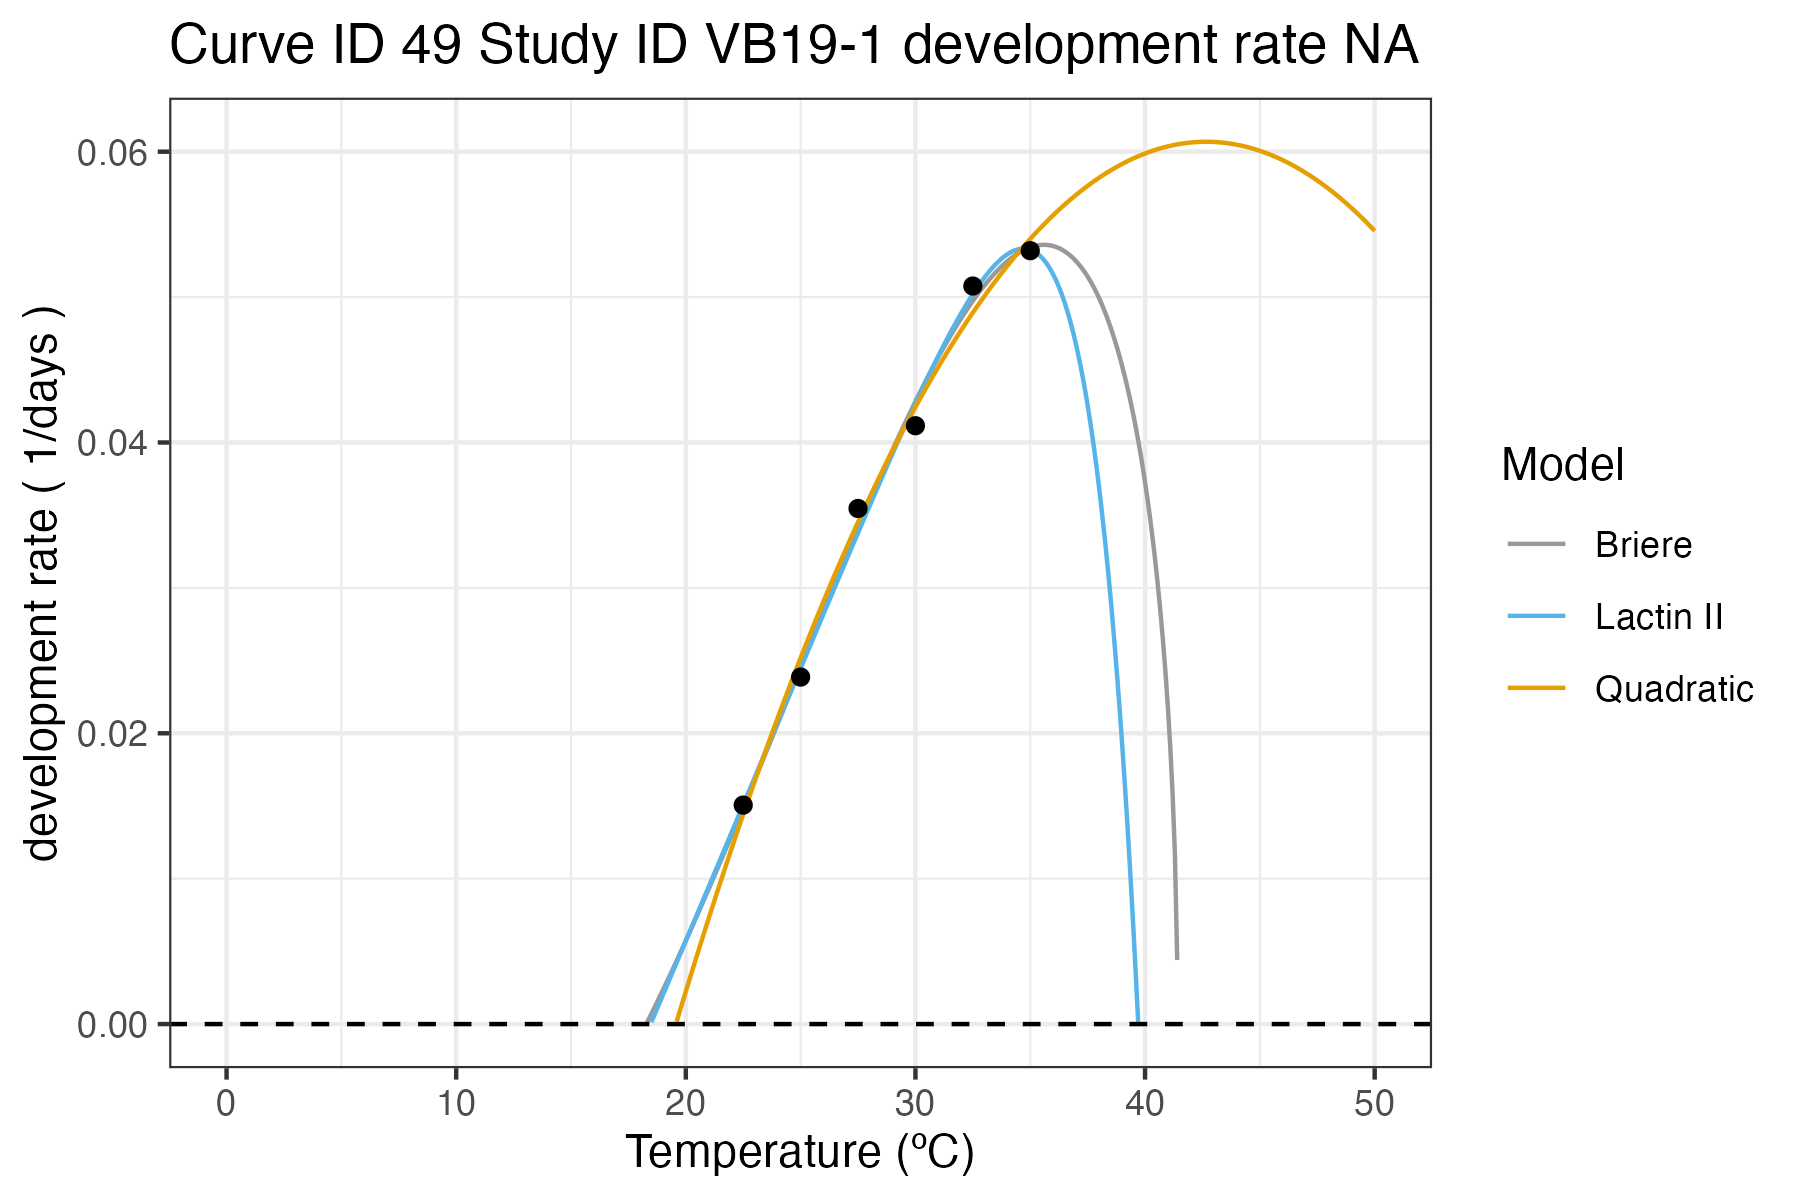 Curve ID 49 Study ID VB19-1 development rate NA
0.06
0.04
0.02
0.00
development rate ( 1/days )
0 10 20 30 40 50
Temperature (ºC)
Model
Briere
Lactin II
Quadratic